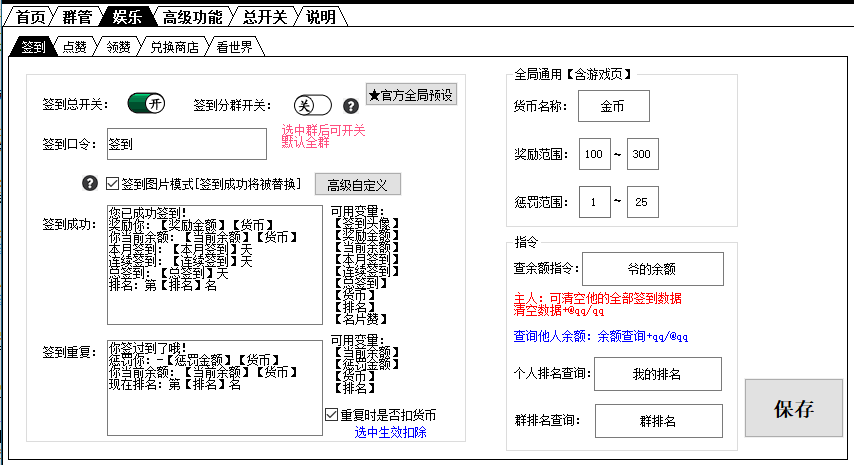 首页 群管 娱乐 高级功能 总开关 说明
签到 点赞 领赞 兑换商店 看世界
签到总开关： 开 签到分群开关： 关 ? ★官方全局预设
选中群后可开关
默认全群
签到口令： 签到
? 签到图片模式[签到成功将被替换] 高级自定义
签到成功：
你已成功签到!
奖励你：【奖励金额】【货币】
你当前余额：【当前余额】【货币】
本月签到：【本月签到】天
连续签到：【连续签到】天
总签到：【总签到】天
排名：第【排名】名
可用变量：
【签到头像】
【奖励金额】
【当前余额】
【本月签到】
【连续签到】
【总签到】
【货币】
【排名】
【名片赞】
签到重复：
你签过到了哦!
惩罚你：-【惩罚金额】【货币】
你当前余额：【当前余额】【货币】
现在排名：第【排名】名
可用变量：
【当前余额】
【惩罚金额】
【货币】
【排名】
重复时是否扣货币
选中生效扣除
全局通用【含游戏页】
货币名称： 金币
奖励范围： 100 ~ 300
惩罚范围： 1 ~ 25
指令
查余额指令： 爷的余额
主人：可清空他的全部签到数据
清空数据+@qq/qq
查询他人余额：余额查询+qq/@qq
个人排名查询： 我的排名
群排名查询： 群排名
保存